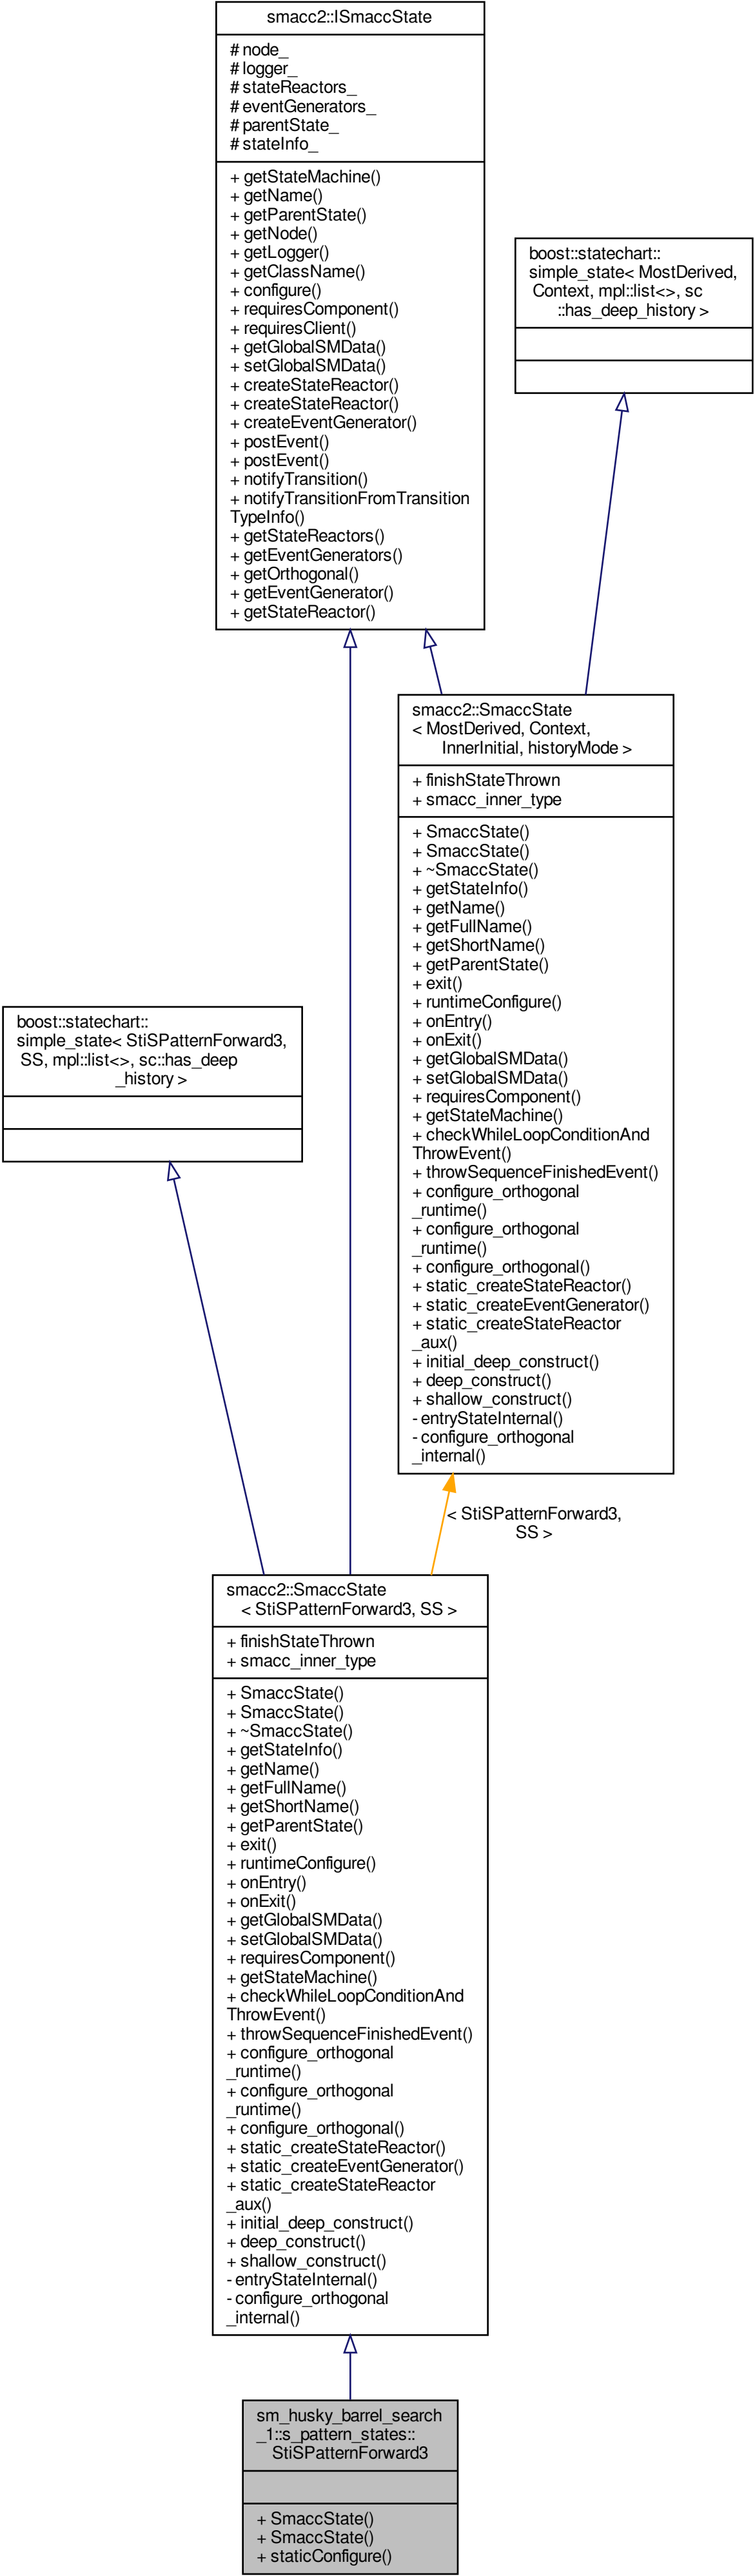 smacc2::ISmaccState
# node_
# logger_
# stateReactors_
# eventGenerators_
# parentState_
# stateInfo_
+ getStateMachine()
+ getName()
+ getParentState()
+ getNode()
+ getLogger()
+ getClassName()
+ configure()
+ requiresComponent()
+ requiresClient()
+ getGlobalSMData()
+ setGlobalSMData()
+ createStateReactor()
+ createStateReactor()
+ createEventGenerator()
+ postEvent()
+ postEvent()
+ notifyTransition()
+ notifyTransitionFromTransition
TypeInfo()
+ getStateReactors()
+ getEventGenerators()
+ getOrthogonal()
+ getEventGenerator()
+ getStateReactor()
boost::statechart::
simple_state< MostDerived,
Context, mpl::list<>, sc
::has_deep_history >
smacc2::SmaccState
< MostDerived, Context,
InnerInitial, historyMode >
+ finishStateThrown
+ smacc_inner_type
+ SmaccState()
+ SmaccState()
+ ~SmaccState()
+ getStateInfo()
+ getName()
+ getFullName()
+ getShortName()
+ getParentState()
+ exit()
+ runtimeConfigure()
+ onEntry()
+ onExit()
+ getGlobalSMData()
+ setGlobalSMData()
+ requiresComponent()
+ getStateMachine()
+ checkWhileLoopConditionAnd
ThrowEvent()
+ throwSequenceFinishedEvent()
+ configure_orthogonal
_runtime()
+ configure_orthogonal
_runtime()
+ configure_orthogonal()
+ static_createStateReactor()
+ static_createEventGenerator()
+ static_createStateReactor
_aux()
+ initial_deep_construct()
+ deep_construct()
+ shallow_construct()
- entryStateInternal()
- configure_orthogonal
_internal()
boost::statechart::
simple_state< StiSPatternForward3,
SS, mpl::list<>, sc::has_deep
_history >
< StiSPatternForward3,
SS >
smacc2::SmaccState
< StiSPatternForward3, SS >
+ finishStateThrown
+ smacc_inner_type
+ SmaccState()
+ SmaccState()
+ ~SmaccState()
+ getStateInfo()
+ getName()
+ getFullName()
+ getShortName()
+ getParentState()
+ exit()
+ runtimeConfigure()
+ onEntry()
+ onExit()
+ getGlobalSMData()
+ setGlobalSMData()
+ requiresComponent()
+ getStateMachine()
+ checkWhileLoopConditionAnd
ThrowEvent()
+ throwSequenceFinishedEvent()
+ configure_orthogonal
_runtime()
+ configure_orthogonal
_runtime()
+ configure_orthogonal()
+ static_createStateReactor()
+ static_createEventGenerator()
+ static_createStateReactor
_aux()
+ initial_deep_construct()
+ deep_construct()
+ shallow_construct()
- entryStateInternal()
- configure_orthogonal
_internal()
sm_husky_barrel_search
_1::s_pattern_states::
StiSPatternForward3
+ SmaccState()
+ SmaccState()
+ staticConfigure()